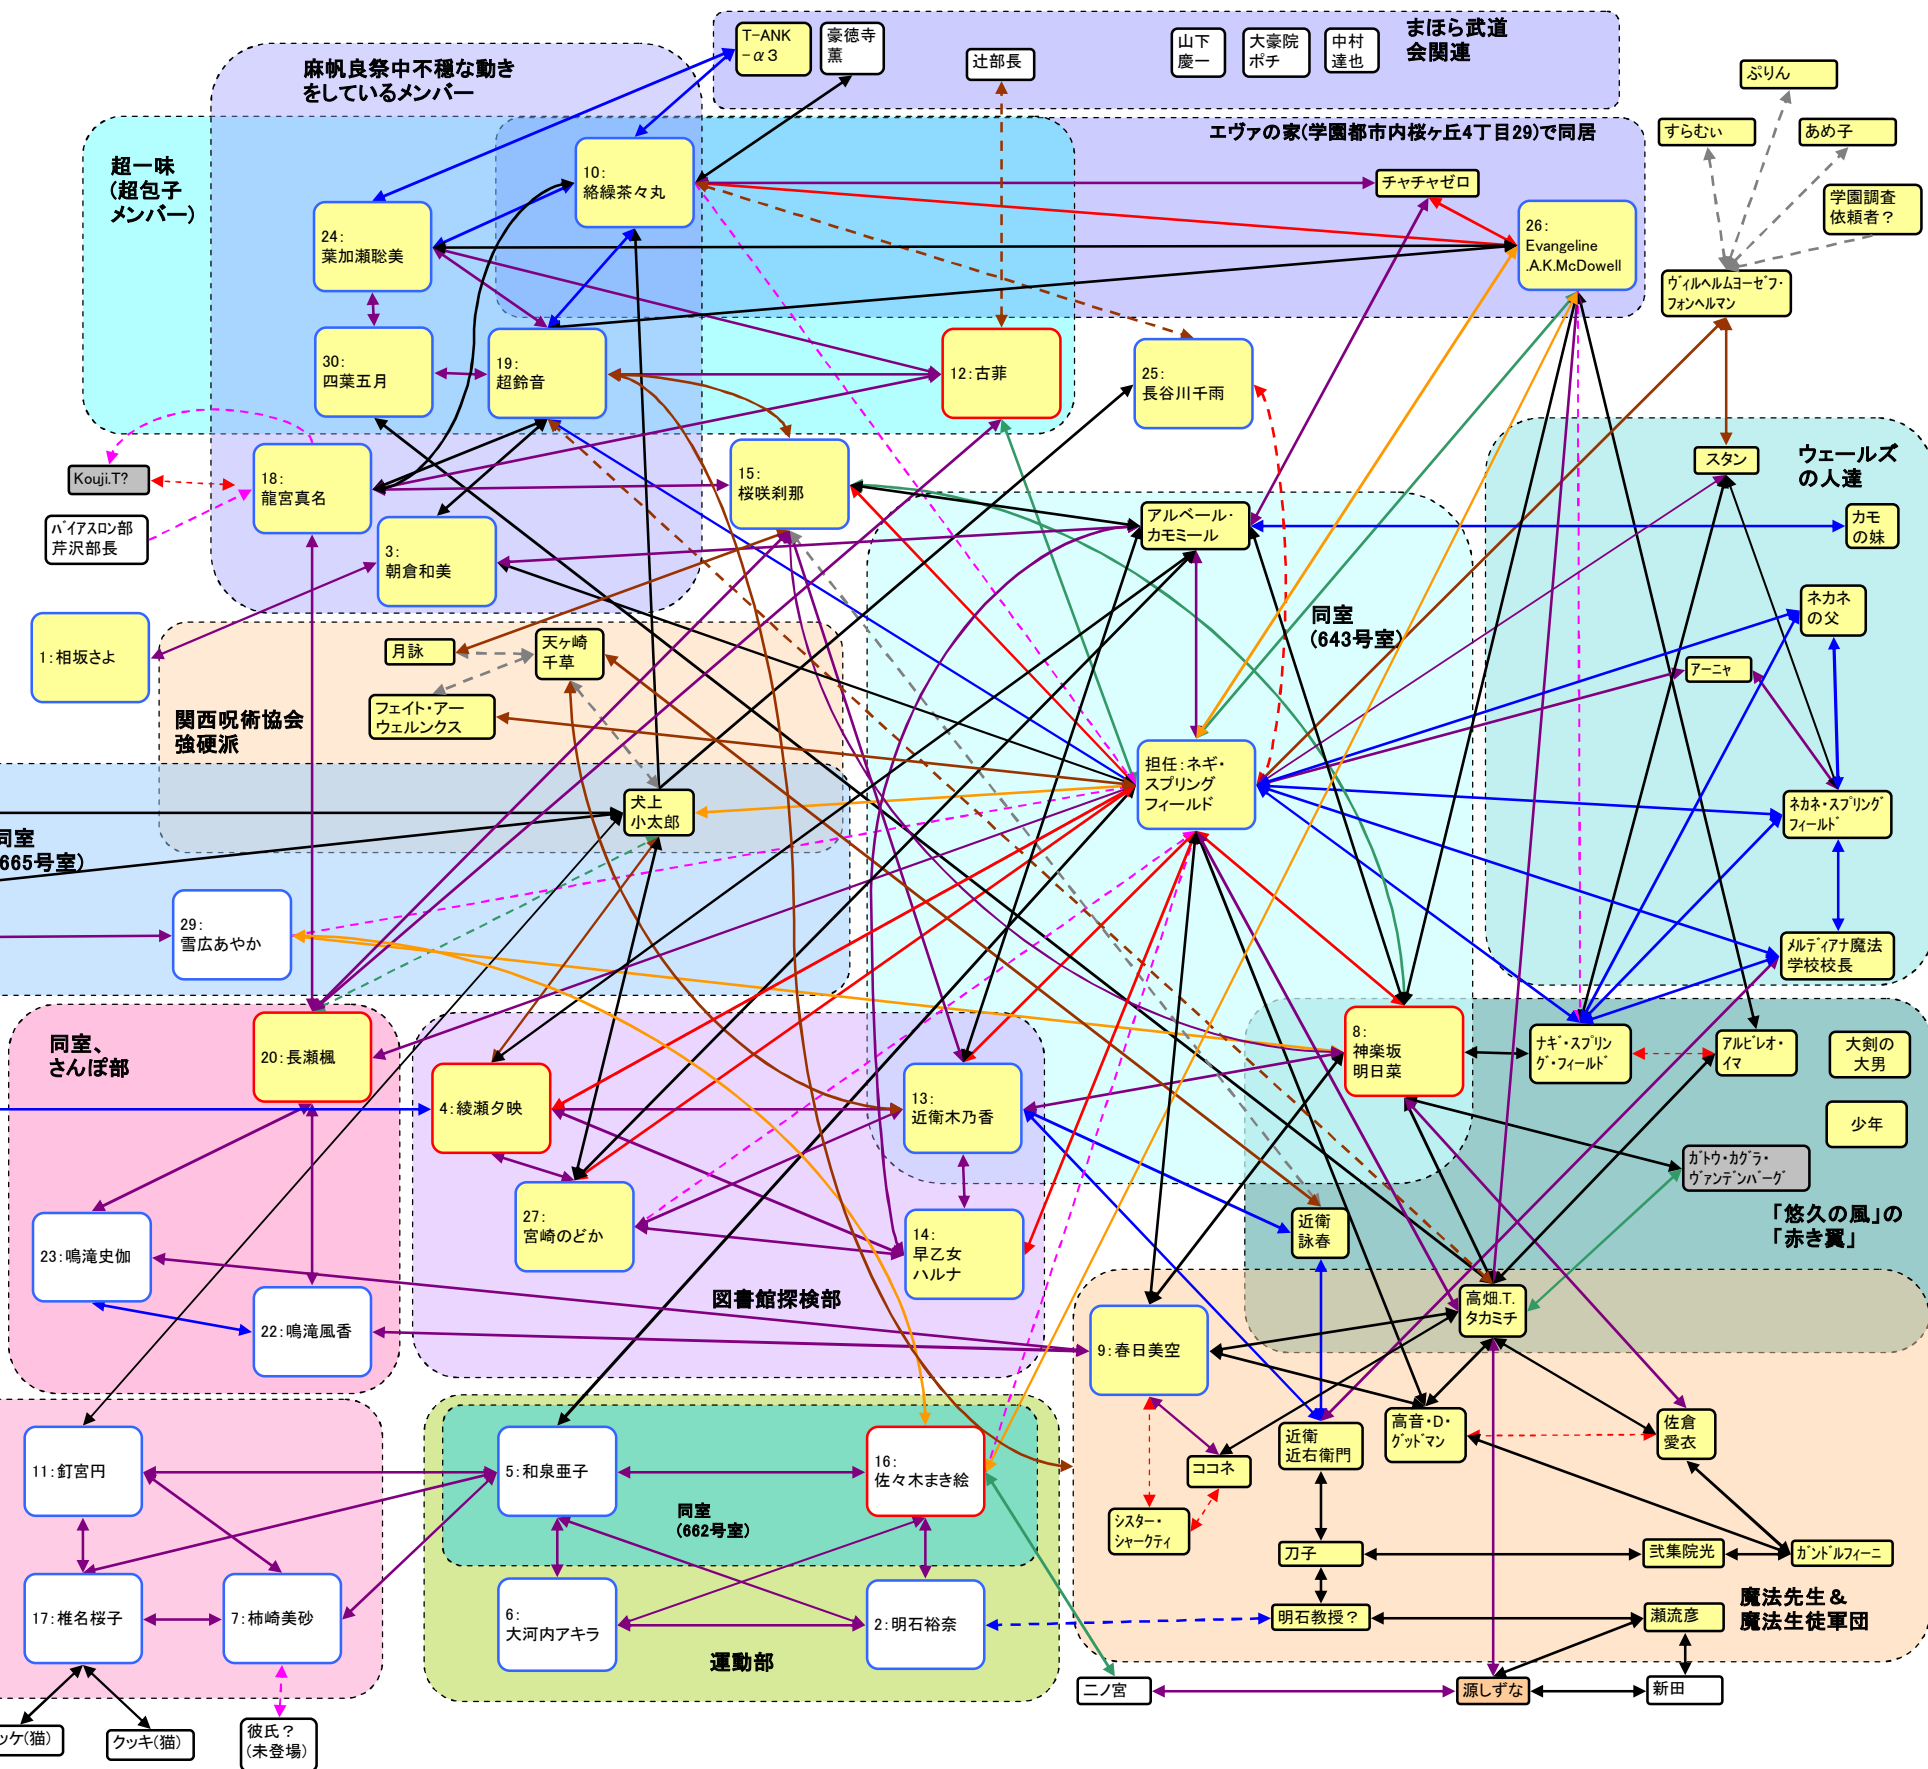 T-ANK
-α3
豪徳寺
薫
辻部長
山下
慶一
大豪院
ポチ
中村
達也
まほら武道
会関連
麻帆良祭中不穏な動き
をしているメンバー
ぷりん
すらむぃ
あめ子
学園調査
依頼者？
エヴァの家(学園都市内桜ヶ丘4丁目29)で同居
超一味
(超包子
メンバー)
10:
絡繰茶々丸
チャチャゼロ
24:
葉加瀬聡美
26:
Evangeline
.A.K.McDowell
ヴィルヘルムヨーゼフ・
フォンヘルマン
30:
四葉五月
19:
超鈴音
12:古菲
25:
長谷川千雨
Kouji.T?
18:
龍宮真名
15:
桜咲刹那
スタン
ウェールズ
の人達
バイアスロン部
芹沢部長
3:
朝倉和美
アルベール・
カモミール
カモ
の妹
1:相坂さよ
月詠
天ヶ崎
千草
同室
(643号室)
ネカネ
の父
アーニャ
フェイト・アー
ウェルンクス
関西呪術協会
強硬派
担任:ネギ・
スプリング
フィールド
犬上
小太郎
ネカネ・スプリング
フィールド
同室
665号室)
29:
雪広あやか
メルディアナ魔法
学校校長
同室、
さんぽ部
20:長瀬楓
8:
神楽坂
明日菜
ナギ・スプリン
グ・フィールド
アルビレオ・
イマ
大剣の
大男
4:綾瀬夕映
13:
近衛木乃香
少年
ガトウ・カグラ・
ヴァンデンバーグ
23:鳴滝史伽
27:
宮崎のどか
14:
早乙女
ハルナ
近衛
詠春
「悠久の風」の
「赤き翼」
図書館探検部
22:鳴滝風香
高畑.T.
タカミチ
9:春日美空
高音・D・
グッドマン
佐倉
愛衣
近衛
近右衛門
ココネ
11:釘宮円
5:和泉亜子
16:
佐々木まき絵
同室
(662号室)
シスター・
シャークティ
刀子
弐集院光
ガンドルフィーニ
17:椎名桜子
7:柿崎美砂
6:
大河内アキラ
2:明石裕奈
明石教授？
瀬流彦
魔法先生＆
魔法生徒軍団
運動部
二ノ宮
源しずな
新田
ッケ(猫)
クッキ(猫)
彼氏？
(未登場)